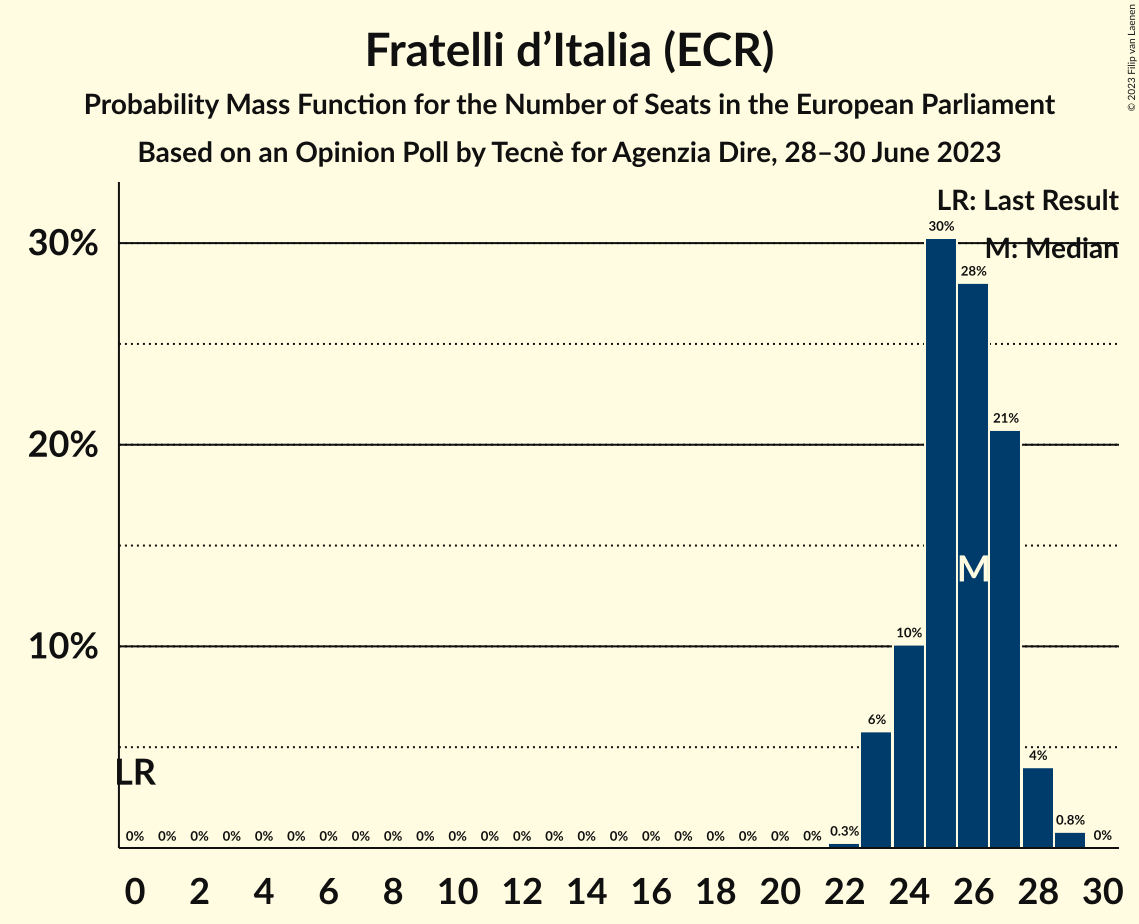 Fratelli d’Italia (ECR)
Probability Mass Function for the Number of Seats in the European Parliament
Based on an Opinion Poll by Tecnè for Agenzia Dire, 28–30 June 2023
© 2023 Filip van Laenen
LR: Last Result
M: Median
30%
20%
10%
30%
28%
21%
M
10%
6%
4%
LR
0% 0% 0% 0% 0% 0% 0% 0% 0% 0% 0% 0% 0% 0% 0% 0% 0% 0% 0% 0% 0% 0% 0.3% 0.8% 0%
0 2 4 6 8 10 12 14 16 18 20 22 24 26 28 30